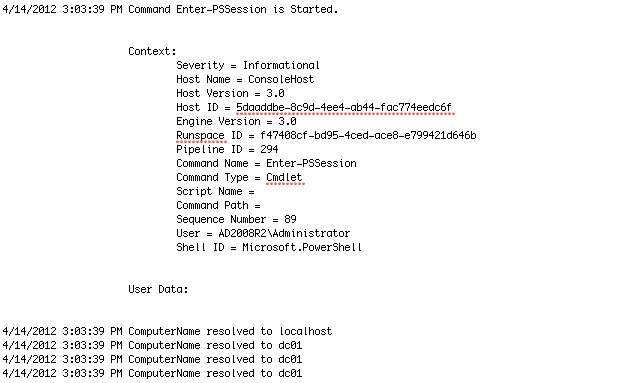 4/14/2012 3:03:39 PM Command Enter-PSSession is Started.
Context:
Severity = Informational
Host Name = ConsoleHost
Host Version = 3.0
Host ID = 5daaddbe-8c9d-4ee4-ab44-fac774eedc6f
Engine Version = 3.0
Runspace ID = f47408cf-bd95-4ced-ace8-e799421d646b
Pipeline ID = 294
Command Name = Enter-PSSession
Command Type = Cmdlet
Script Name =
Command Path =
Sequence Number = 89
User = AD2008R2\Administrator
Shell ID = Microsoft.PowerShell
User Data:
4/14/2012 3:03:39 PM ComputerName resolved to localhost
4/14/2012 3:03:39 PM ComputerName resolved to dc01
4/14/2012 3:03:39 PM ComputerName resolved to dc01
4/14/2012 3:03:39 PM ComputerName resolved to dc01